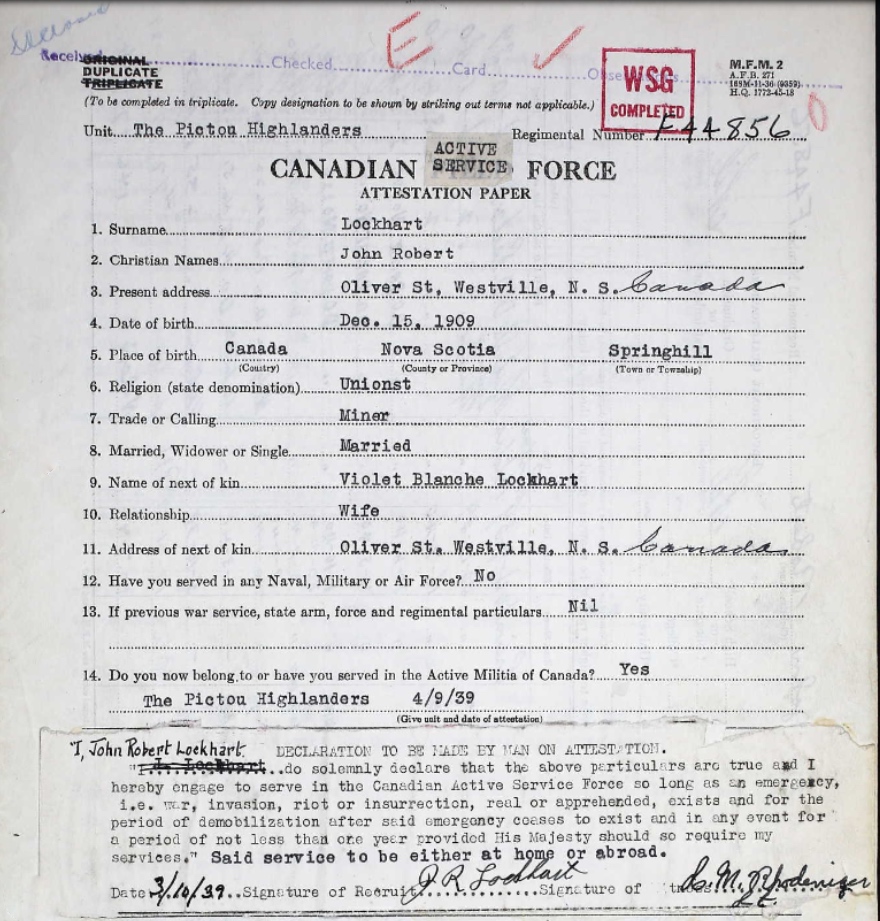 Received........Checked........Card........
ORIGINAL
DUPLICATE
TRIPLICATE
E
WSG
COMPLETED
M.F.M. 2
A.F.B. 271
H.Q. 1772-45-18
(To be completed in triplicate. Copy designation to be shown by striking out terms not applicable.)
Unit....The Pictou Highlanders Regimental Number F44856
CANADIAN ACTIVE SERVICE FORCE
ATTESTATION PAPER
1. Surname Lockhart
2. Christian Names John Robert
3. Present address Oliver St, Westville, N. S. Canada
4. Date of birth Dec. 15, 1909
5. Place of birth Canada Nova Scotia Springhill
(Country) (County or Province) (Town or Township)
6. Religion (state denomination) Unionst
7. Trade or Calling Miner
8. Married, Widower or Single Married
9. Name of next of kin Violet Blanche Lockhart
10. Relationship Wife
11. Address of next of kin Oliver St. Westville, N. S. Canada
12. Have you served in any Naval, Military or Air Force? No
13. If previous war service, state arm, force and regimental particulars Nil
14. Do you now belong to or have you served in the Active Militia of Canada? Yes
The Pictou Highlanders 4/9/39
(Give unit and date of attestation)
"I, John Robert Lockhart. DECLARATION TO BE MADE BY MAN ON ATTESTATION.
"I. Lockhart..do solemnly declare that the above particulars are true and I
hereby engage to serve in the Canadian Active Service Force so long as an emergency,
i.e. war, invasion, riot or insurrection, real or apprehended, exists and for the
period of demobilization after said emergency ceases to exist and in any event for
a period of not less than one year provided His Majesty should so require my
services." Said service to be either at home or abroad.
Date 3/10/39..Signature of Recruit J. R. Lockhart Signature of M. Rhodenizer